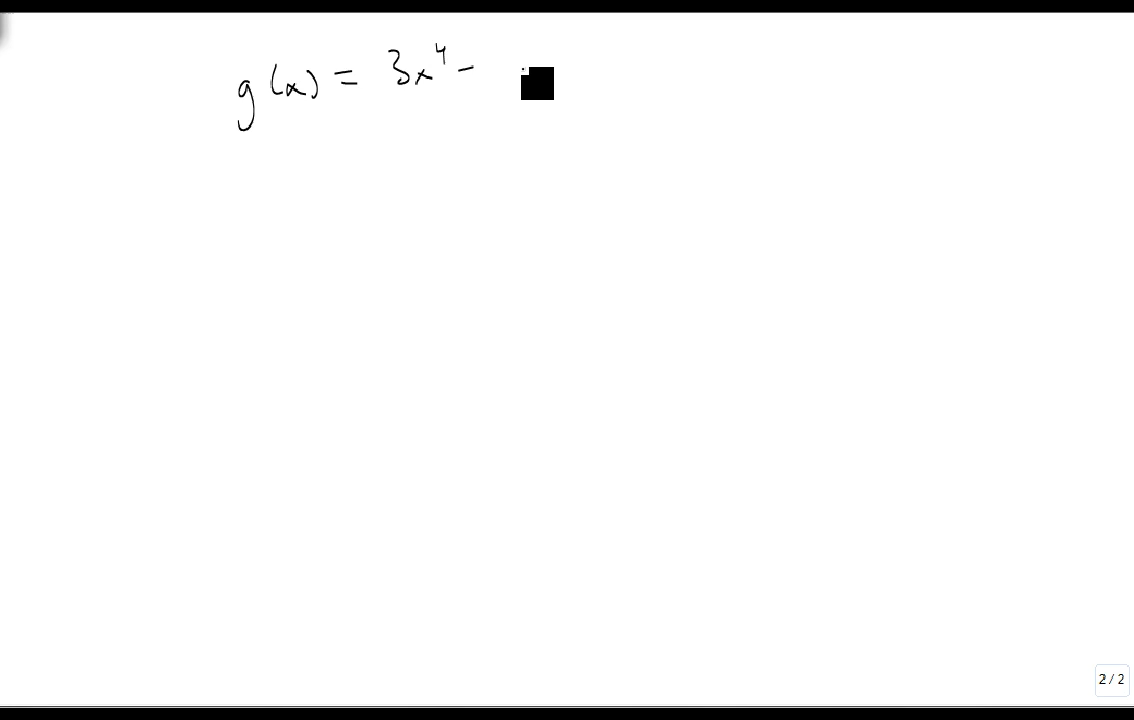 g(x) = 3x⁴ -
2 / 2